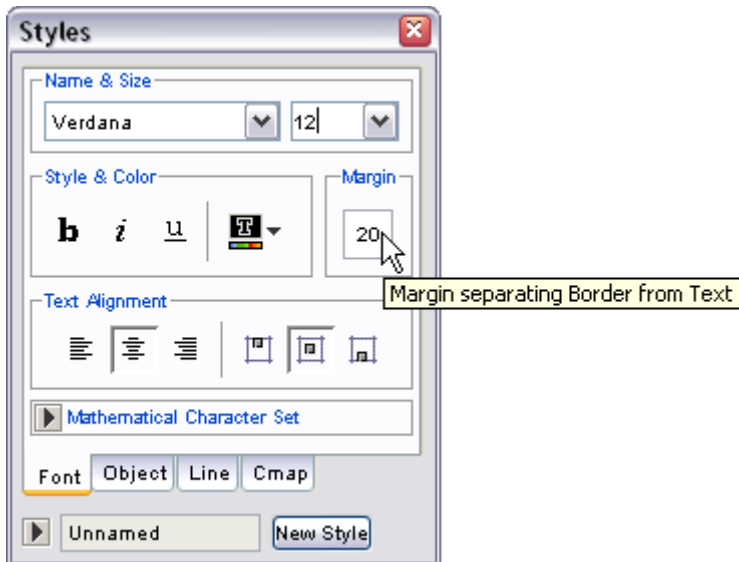 Styles
Name & Size
Verdana 12
Style & Color Margin
b i u T 20
Margin separating Border from Text
Text Alignment
Mathematical Character Set
Font Object Line Cmap
Unnamed New Style